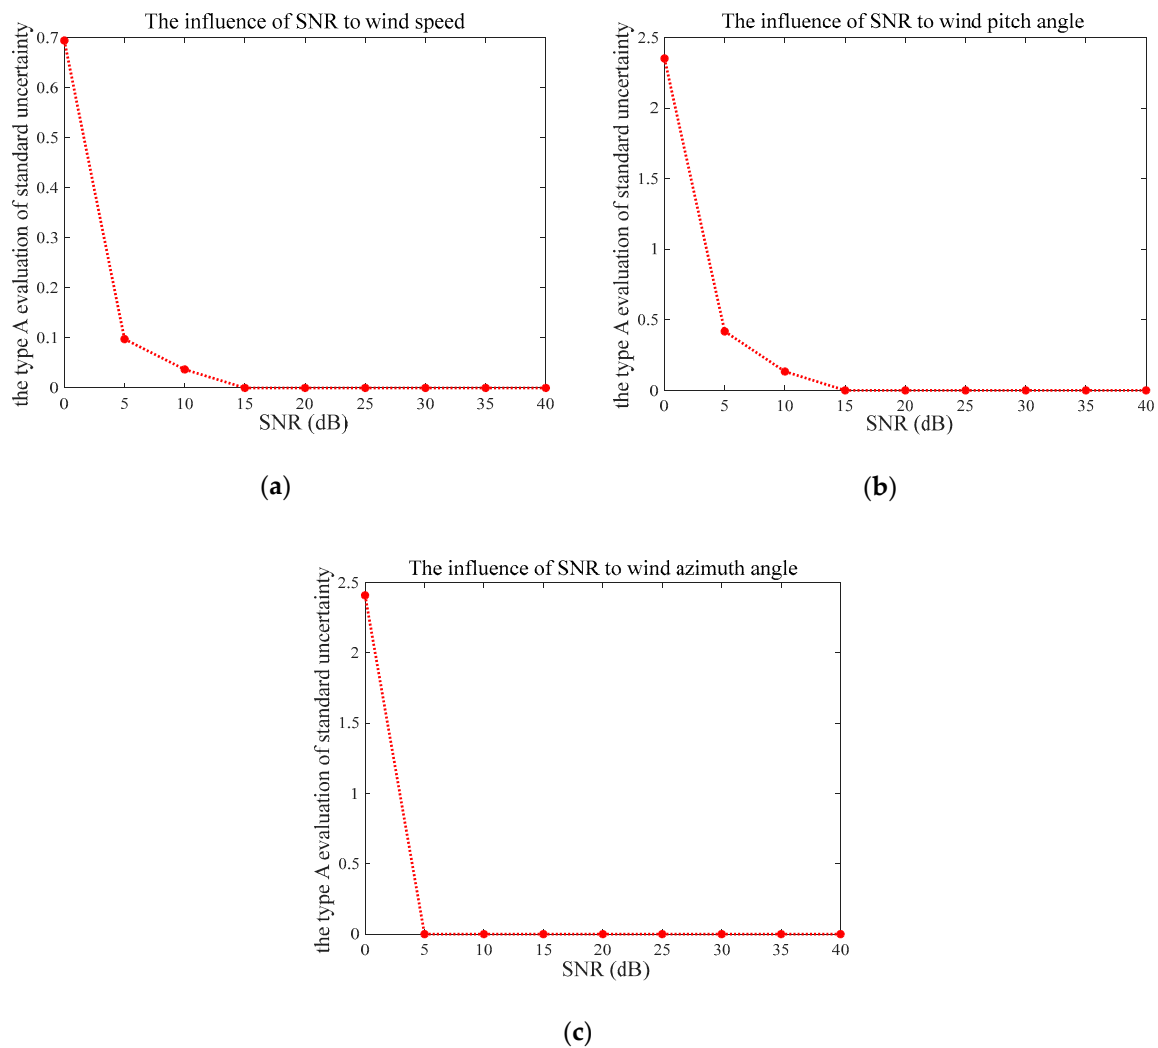 The influence of SNR to wind speed
the type A evaluation of standard uncertainty
0.7
0.6
0.5
0.4
0.3
0.2
0.1
0
0 5 10 15 20 25 30 35 40
SNR (dB)
(a)
The influence of SNR to wind pitch angle
the type A evaluation of standard uncertainty
2.5
2
1.5
1
0.5
0
0 5 10 15 20 25 30 35 40
SNR (dB)
(b)
The influence of SNR to wind azimuth angle
the type A evaluation of standard uncertainty
2.5
2
1.5
1
0.5
0
0 5 10 15 20 25 30 35 40
SNR (dB)
(c)